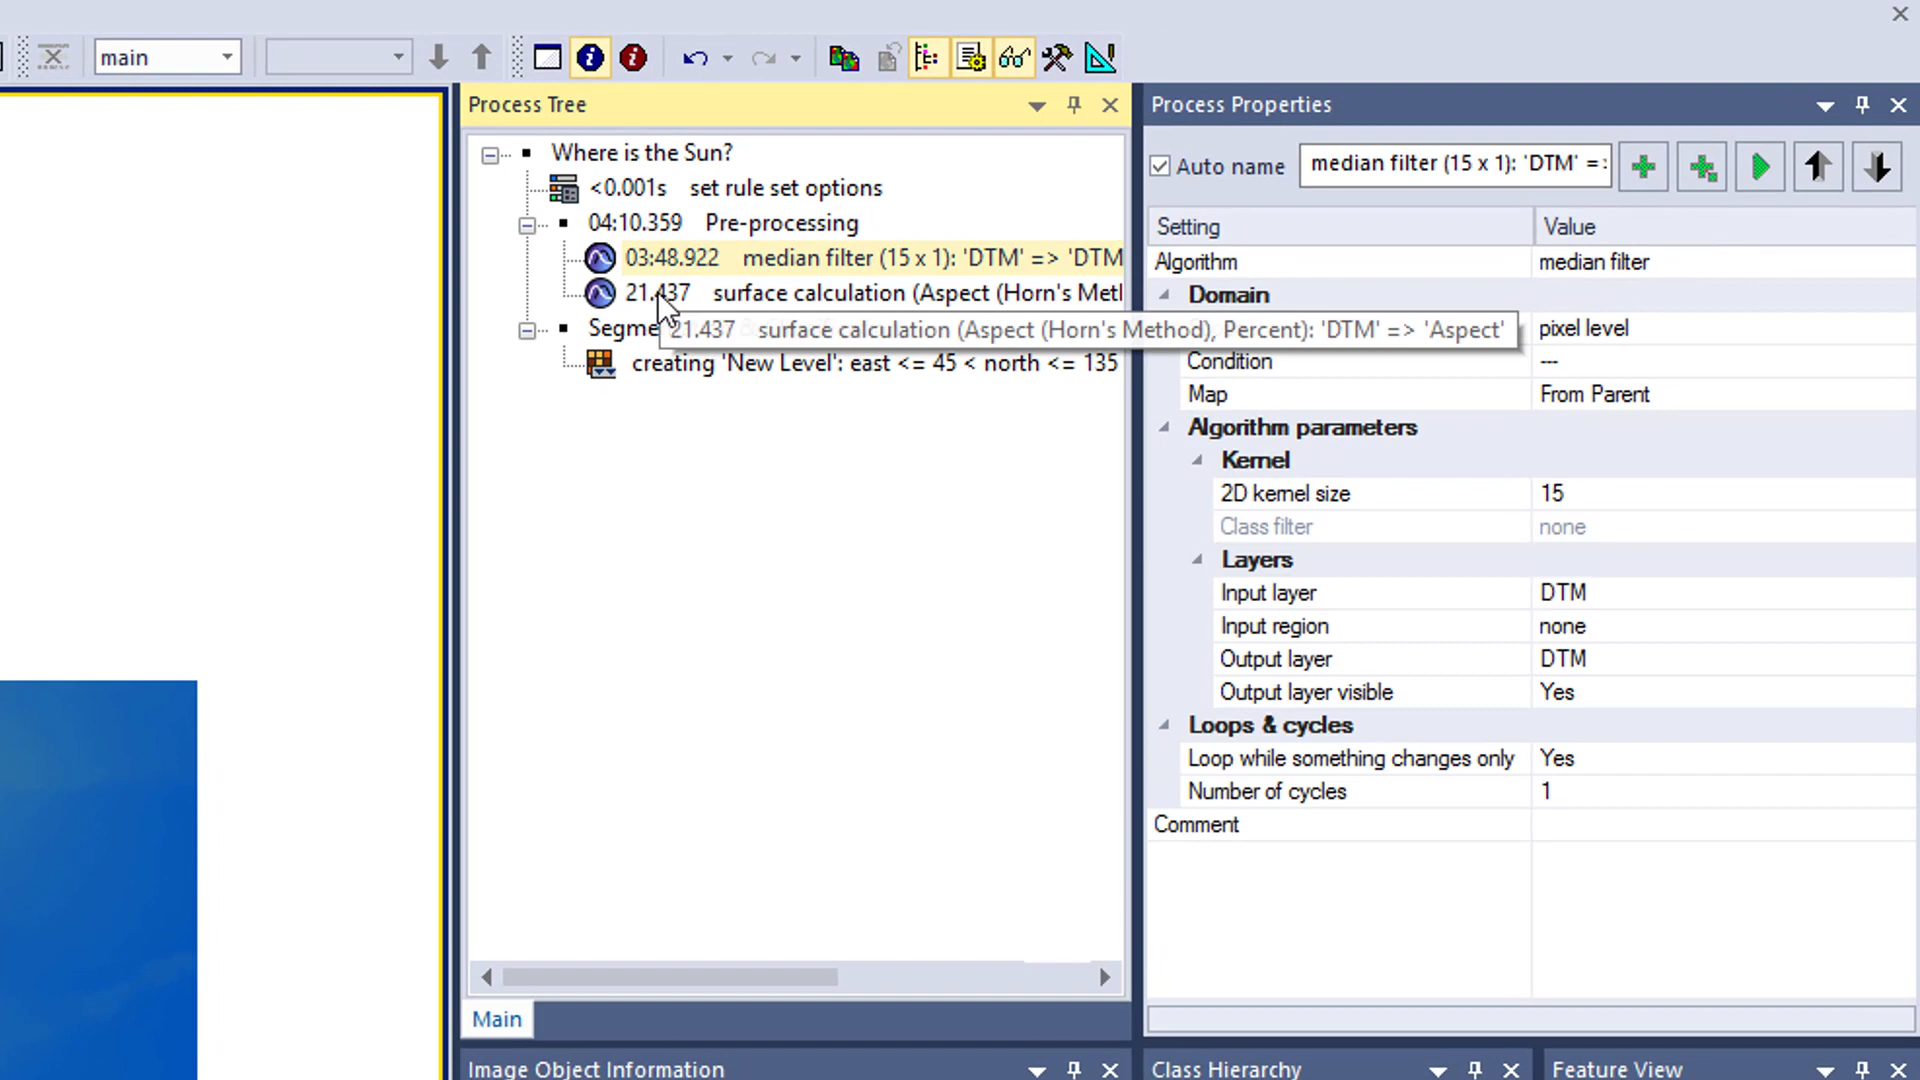 main
Process Tree
Where is the Sun?
<0.001s set rule set options
04:10.359 Pre-processing
03:48.922 median filter (15 x 1): 'DTM' => 'DTM
21.437 surface calculation (Aspect (Horn's Metl
Segme
21.437 surface calculation (Aspect (Horn's Method), Percent): 'DTM' => 'Aspect'
creating 'New Level': east <= 45 < north <= 135
Main
Image Object Information
Process Properties
Auto name median filter (15 x 1): 'DTM' =>
Setting Value
Algorithm median filter
Domain
pixel level
Condition ---
Map From Parent
Algorithm parameters
Kernel
2D kernel size 15
Class filter none
Layers
Input layer DTM
Input region none
Output layer DTM
Output layer visible Yes
Loops & cycles
Loop while something changes only Yes
Number of cycles 1
Comment
Class Hierarchy
Feature View